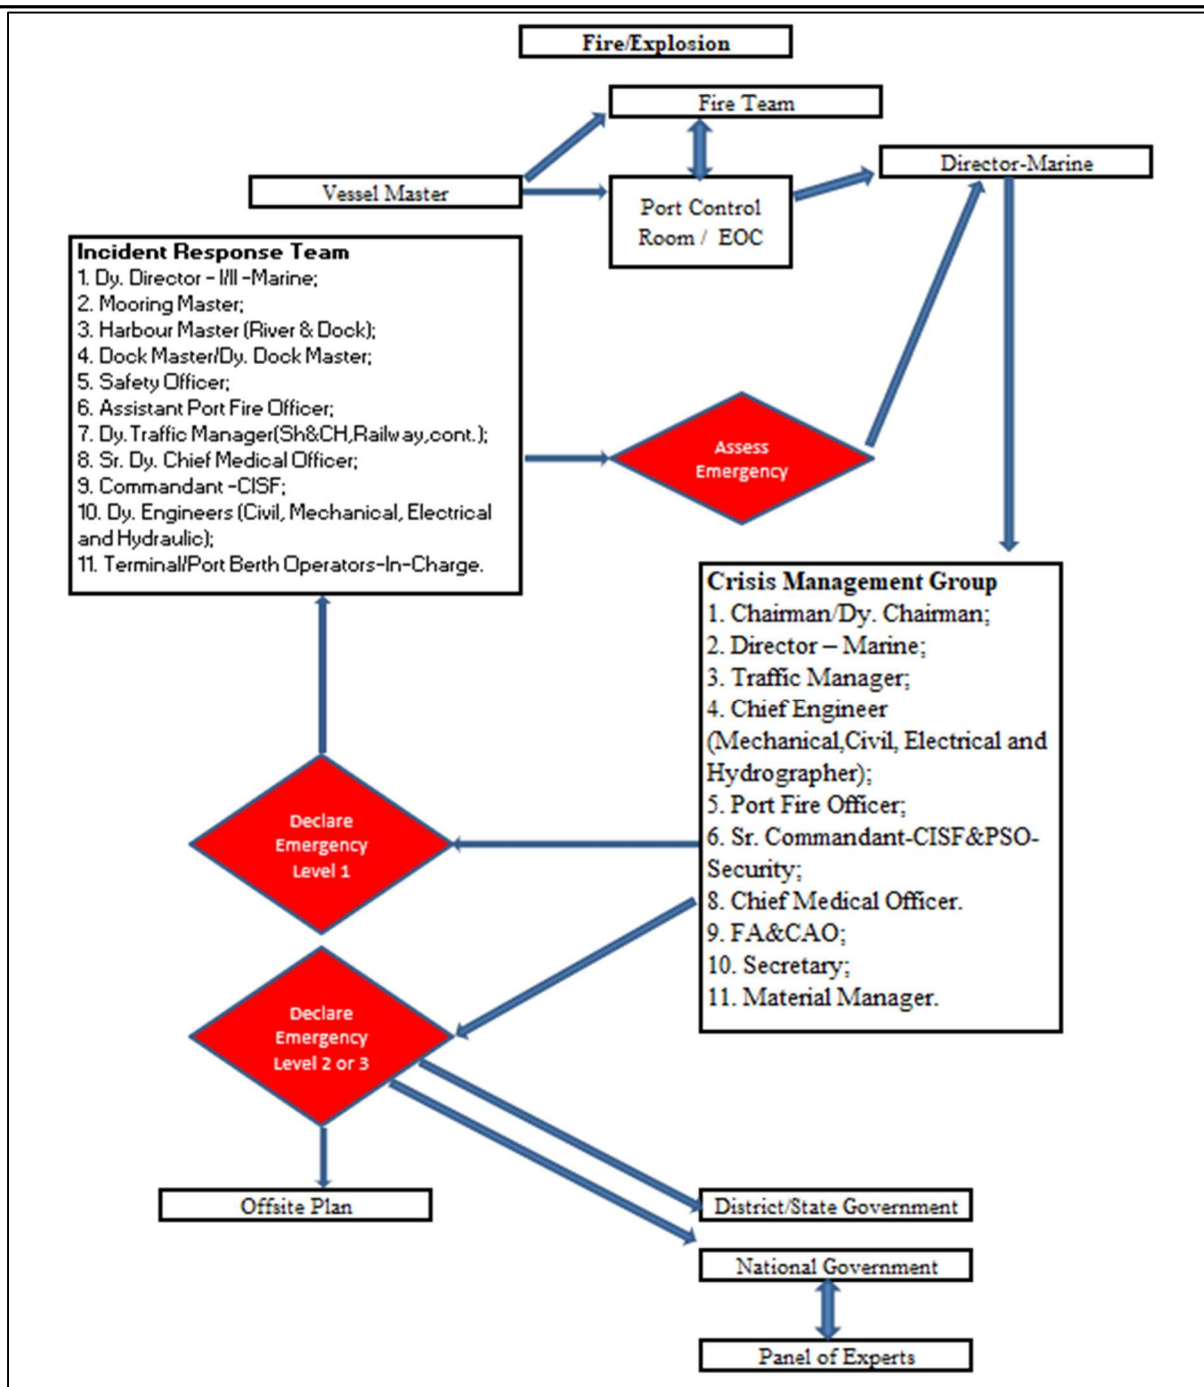 Fire/Explosion
Fire Team
Director-Marine
Vessel Master
Port Control
Room / EOC
Incident Response Team
1. Dy. Director - I/II -Marine;
2. Mooring Master;
3. Harbour Master (River & Dock);
4. Dock Master/Dy. Dock Master;
5. Safety Officer;
6. Assistant Port Fire Officer;
7. Dy.Traffic Manager(Sh&CH,Railway,cont.);
8. Sr. Dy. Chief Medical Officer;
9. Commandant -CISF;
10. Dy. Engineers (Civil, Mechanical, Electrical
and Hydraulic);
11. Terminal/Port Berth Operators-In-Charge.
Assess
Emergency
Crisis Management Group
1. Chairman/Dy. Chairman;
2. Director – Marine;
3. Traffic Manager;
4. Chief Engineer
(Mechanical,Civil, Electrical and
Hydrographer);
5. Port Fire Officer;
6. Sr. Commandant-CISF&PSO-
Security;
8. Chief Medical Officer.
9. FA&CAO;
10. Secretary;
11. Material Manager.
Declare
Emergency
Level 1
Declare
Emergency
Level 2 or 3
Offsite Plan
District/State Government
National Government
Panel of Experts